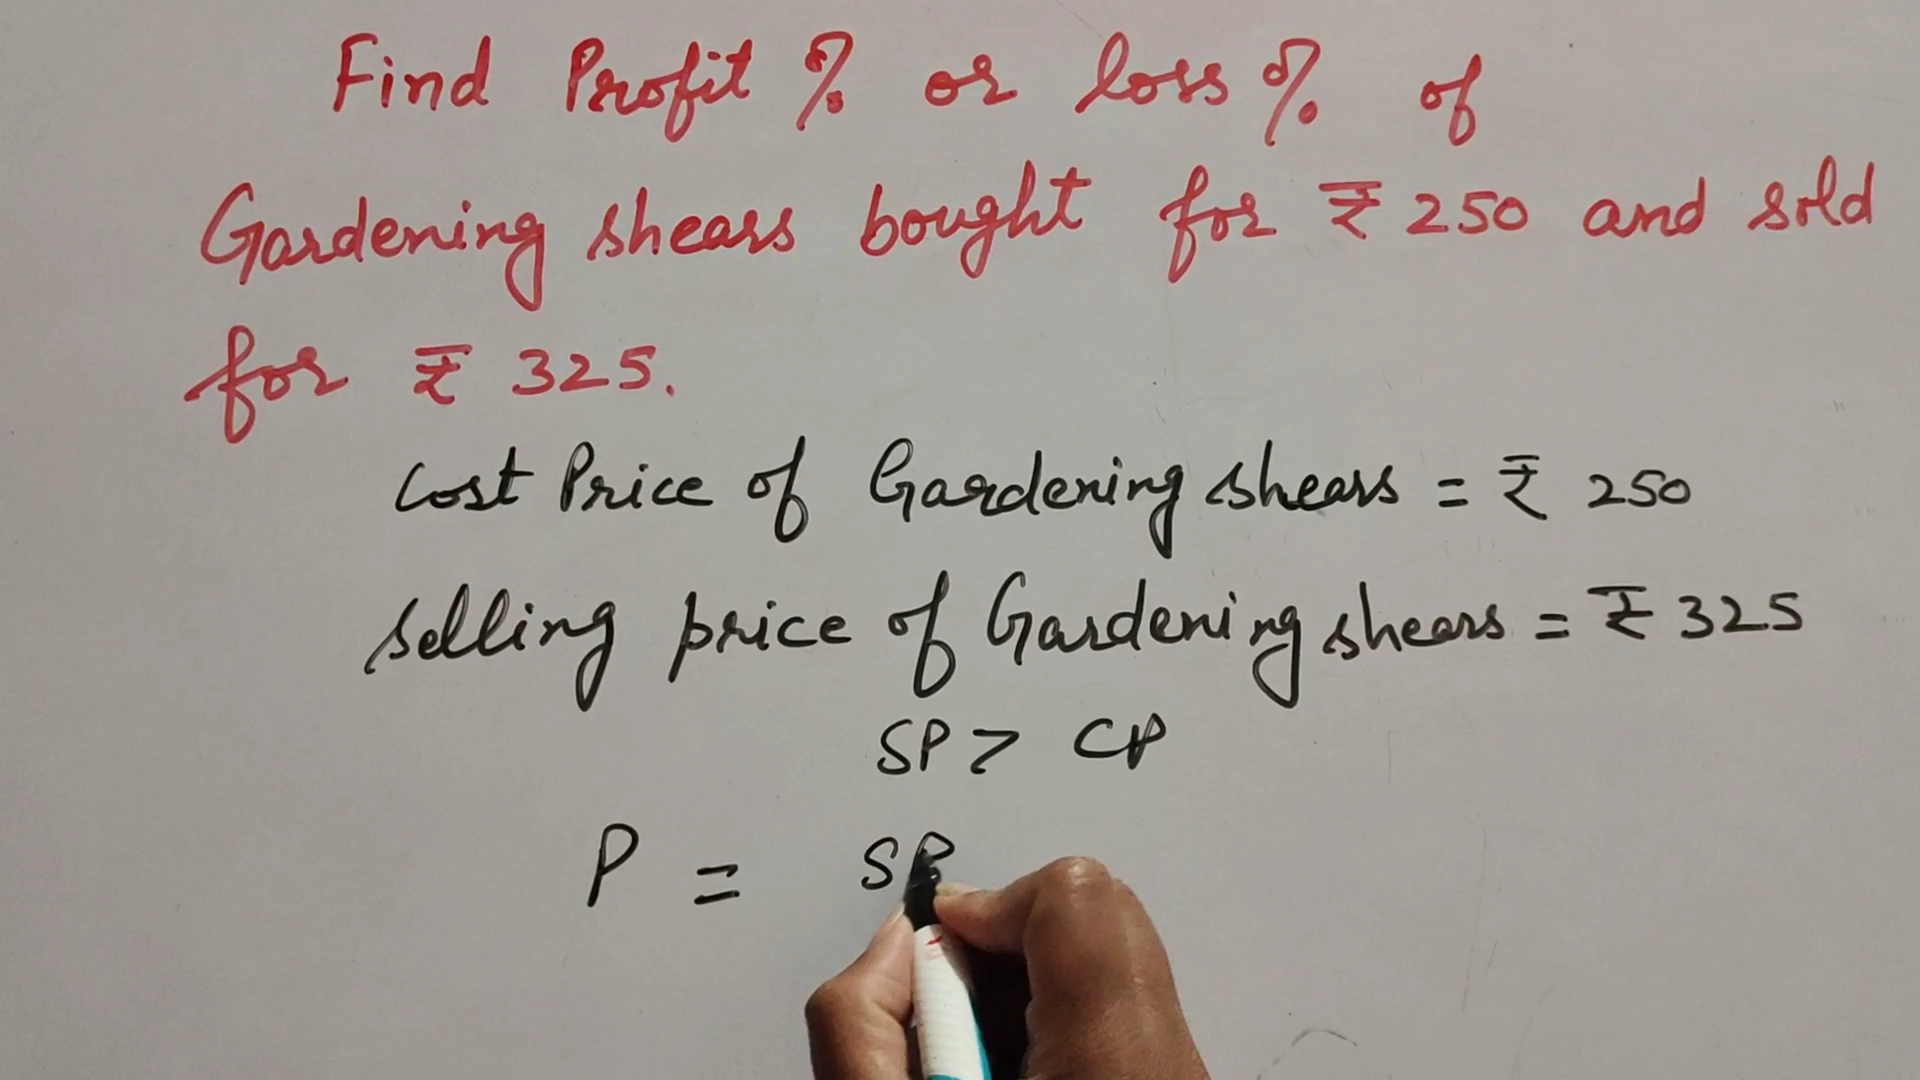 Find Profit % or loss % of
Gardening shears bought for ₹ 250 and sold
for ₹ 325.
Cost Price of Gardening shears = ₹ 250
Selling price of Gardening shears = ₹ 325
SP > CP
P = SP